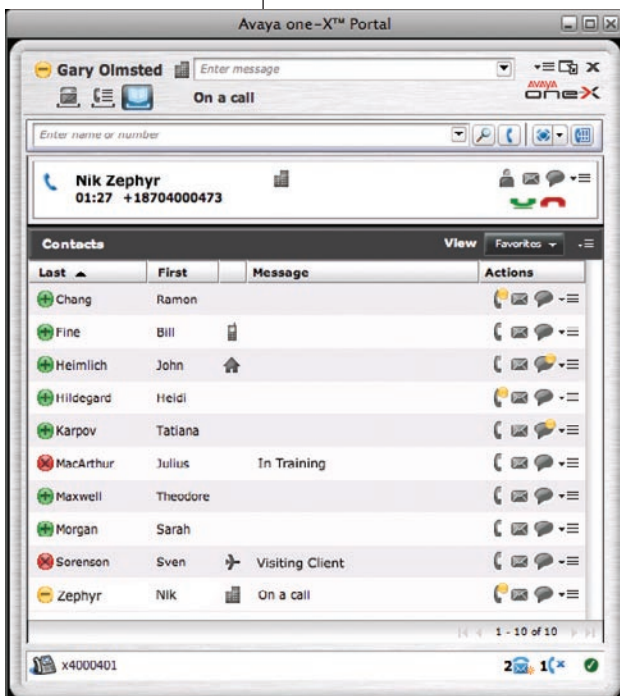 Avaya one-X™ Portal
Gary Olmsted Enter message
On a call
AVAYA
one-X
Enter name or number
Nik Zephyr
01:27 +18704000473
Contacts View Favorites
Last First Message Actions
Chang Ramon
Fine Bill
Heimlich John
Hildegard Heidi
Karpov Tatiana
MacArthur Julius In Training
Maxwell Theodore
Morgan Sarah
Sorenson Sven Visiting Client
Zephyr Nik On a call
1 - 10 of 10
x4000401 2 1